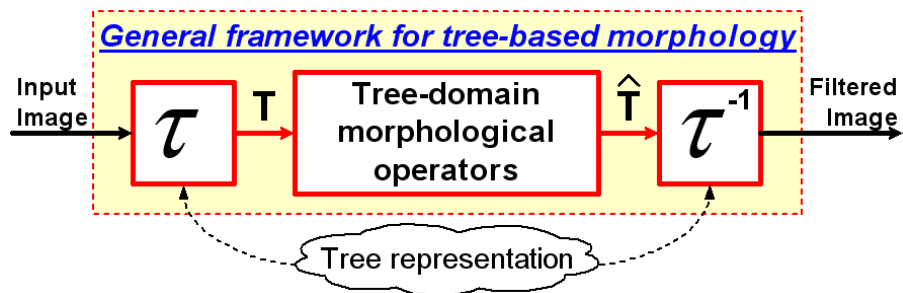 General framework for tree-based morphology
Input
Image
τ
T
Tree-domain
morphological
operators
T̂
τ⁻¹
Filtered
Image
Tree representation